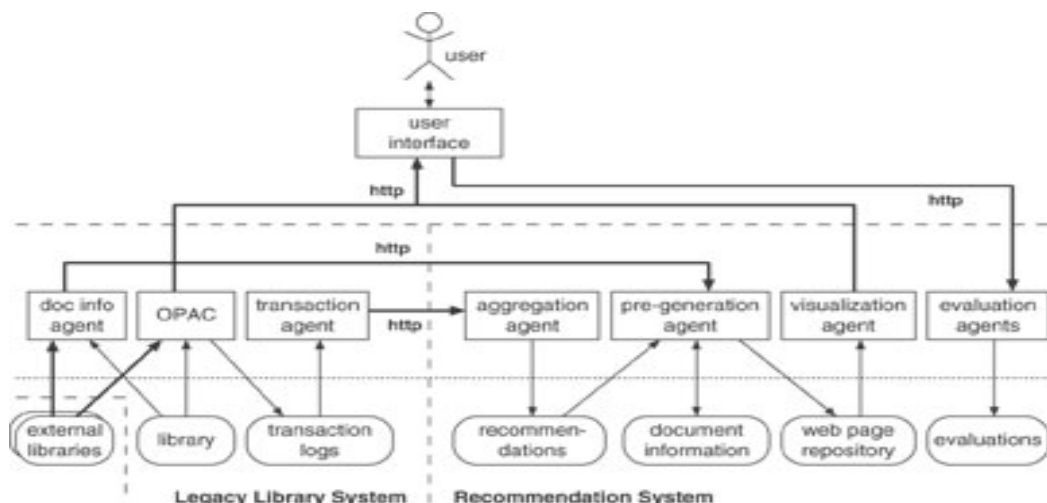 user
user
interface
http
http
http
doc info
agent
OPAC
transaction
agent
http
aggregation
agent
pre-generation
agent
visualization
agent
evaluation
agents
external
libraries
library
transaction
logs
recommen-
dations
document
information
web page
repository
evaluations
Legacy Library System
Recommendation System